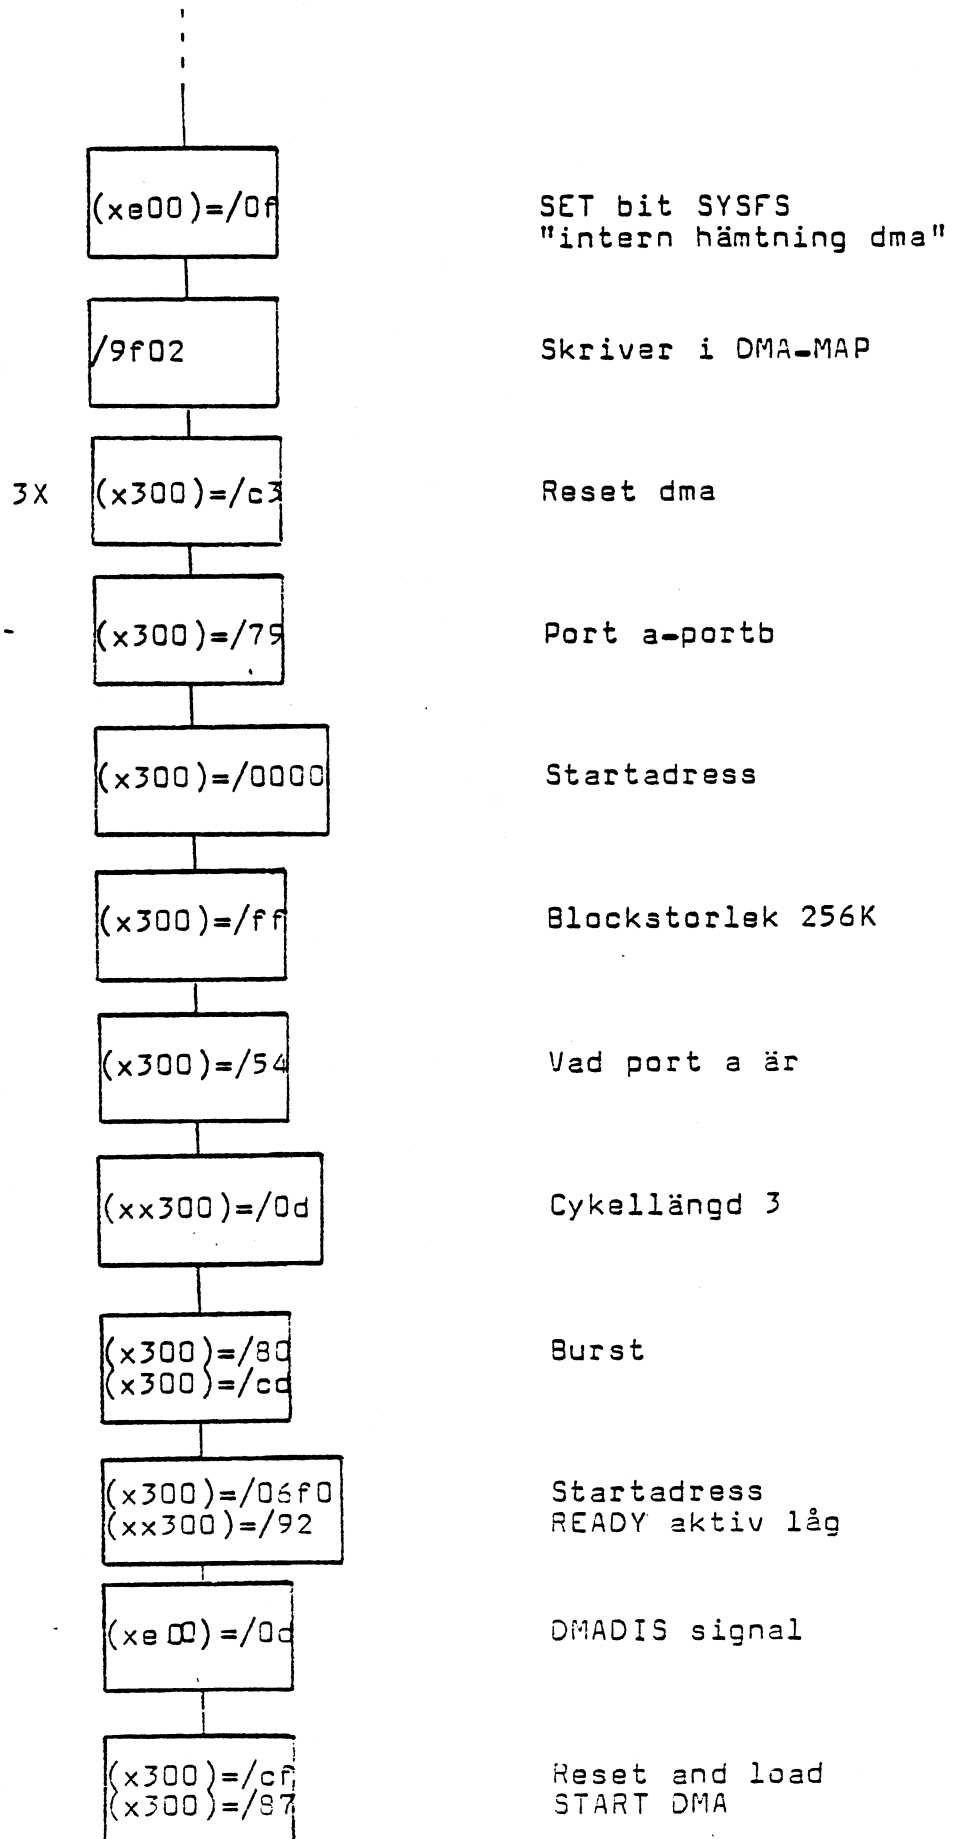 (xe00)=/0f
SET bit SYSFS
"intern hämtning dma"
/9f02
Skriver i DMA-MAP
3X (x300)=/c3
Reset dma
(x300)=/79
Port a-portb
(x300)=/0000
Startadress
(x300)=/ff
Blockstorlek 256K
(x300)=/54
Vad port a är
(xx300)=/0d
Cykellängd 3
(x300)=/80
(x300)=/cd
Burst
(x300)=/06f0
(xx300)=/92
Startadress
READY aktiv låg
(xe00)=/0d
DMADIS signal
(x300)=/cf
(x300)=/87
Reset and load
START DMA